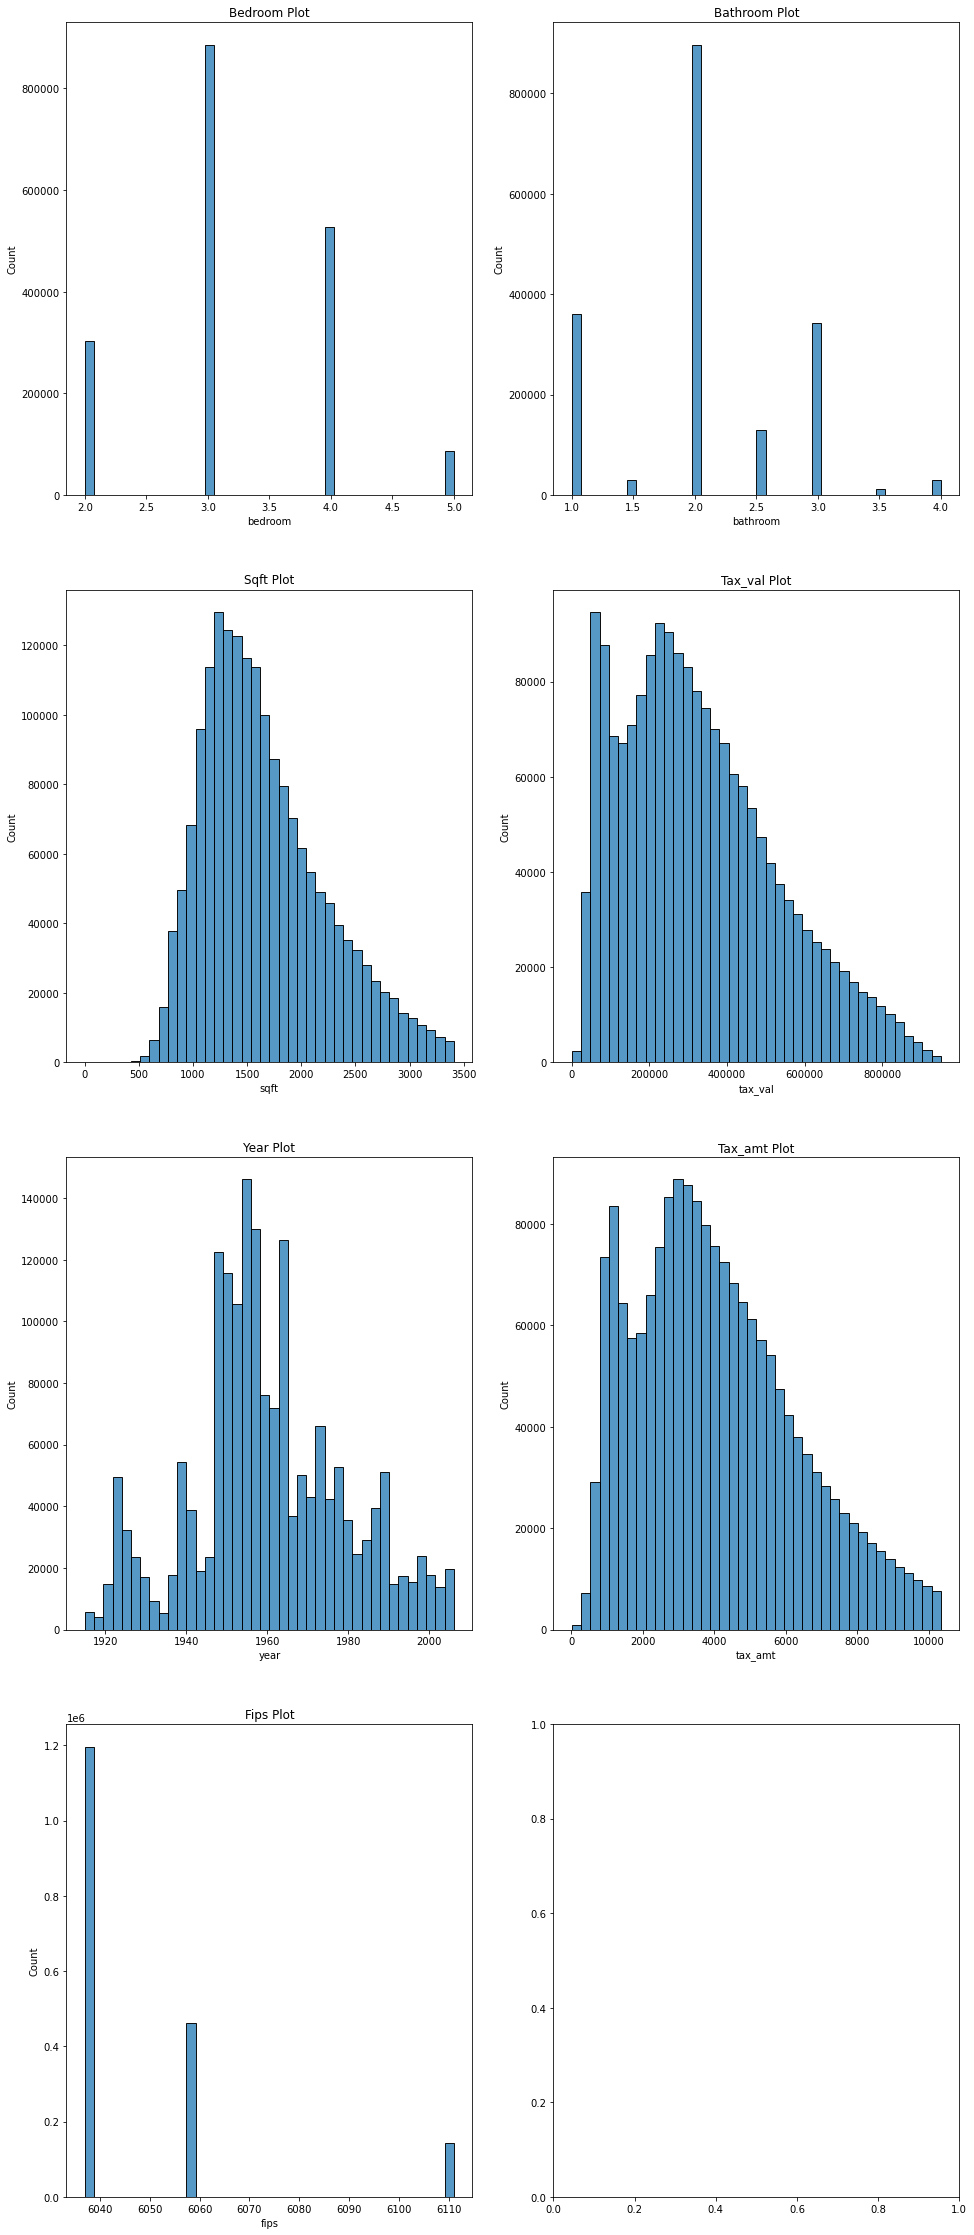 Bedroom Plot
800000
600000
400000
200000
0
Count
2.0 2.5 3.0 3.5 4.0 4.5 5.0
bedroom
Bathroom Plot
800000
600000
400000
200000
0
Count
1.0 1.5 2.0 2.5 3.0 3.5 4.0
bathroom
Sqft Plot
120000
100000
80000
60000
40000
20000
0
Count
0 500 1000 1500 2000 2500 3000 3500
sqft
Tax_val Plot
80000
60000
40000
20000
0
Count
0 200000 400000 600000 800000
tax_val
Year Plot
140000
120000
100000
80000
60000
40000
20000
0
Count
1920 1940 1960 1980 2000
year
Tax_amt Plot
80000
60000
40000
20000
0
Count
0 2000 4000 6000 8000 10000
tax_amt
Fips Plot
1e6
1.2
1.0
0.8
0.6
0.4
0.2
0.0
Count
6040 6050 6060 6070 6080 6090 6100 6110
fips
1.0
0.8
0.6
0.4
0.2
0.0
0.0 0.2 0.4 0.6 0.8 1.0